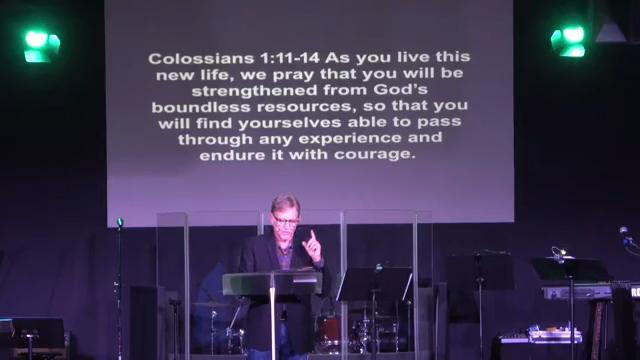 Colossians 1:11-14 As you live this
new life, we pray that you will be
strengthened from God's
boundless resources, so that you
will find yourselves able to pass
through any experience and
endure it with courage.